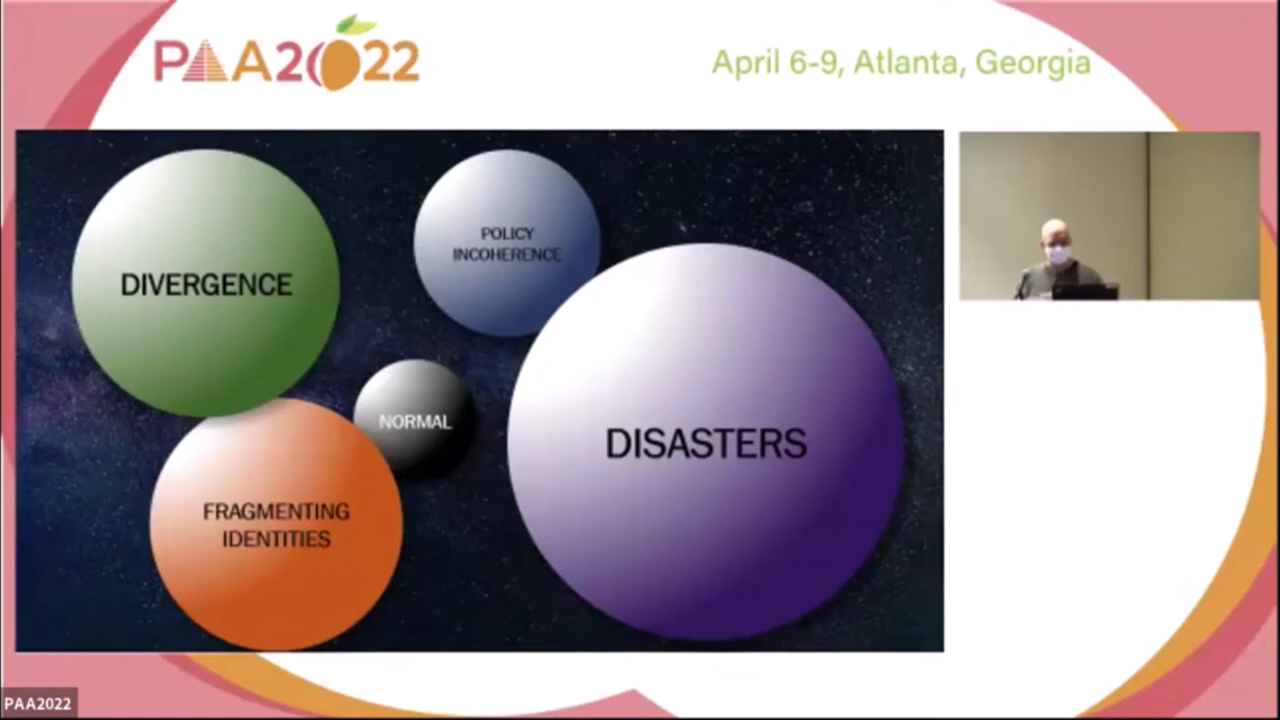 PAA2022
April 6-9, Atlanta, Georgia
DIVERGENCE
POLICY
INCOHERENCE
NORMAL
DISASTERS
FRAGMENTING
IDENTITIES
PAA2022